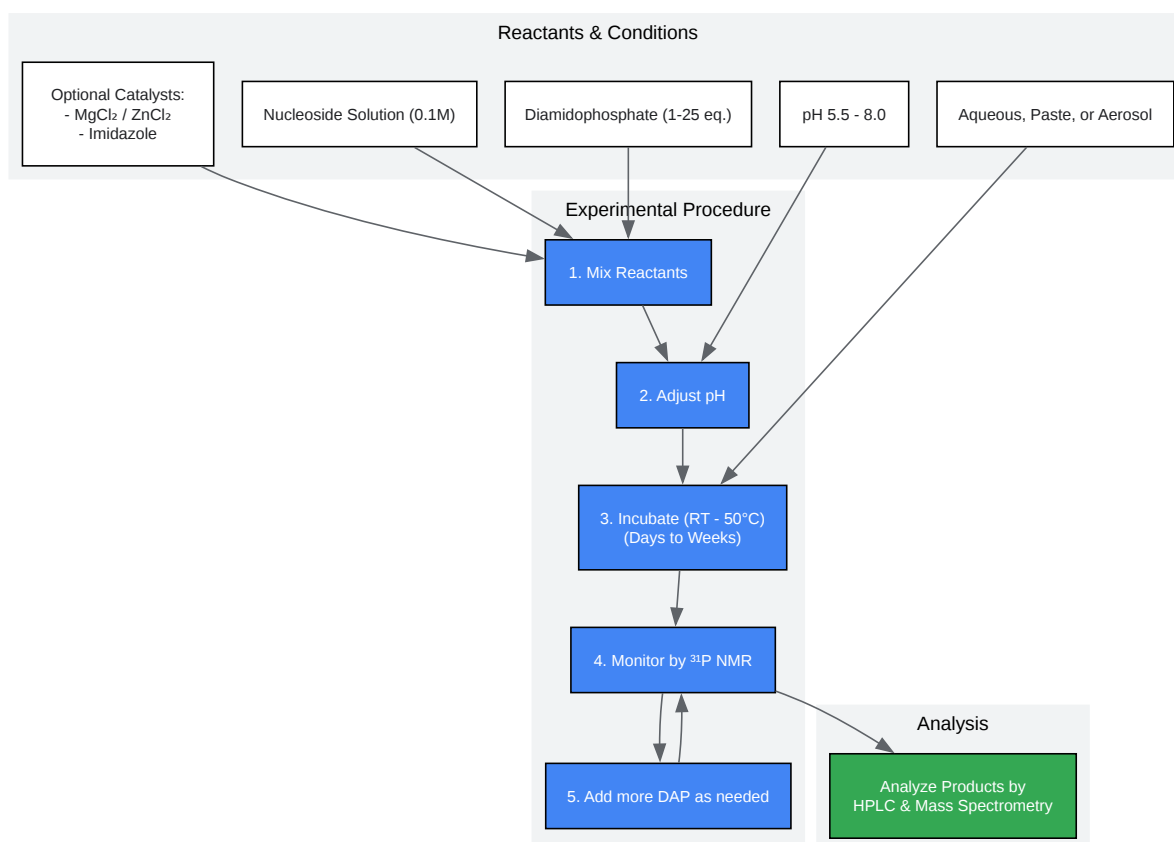 Reactants & Conditions
Optional Catalysts:
- MgCl₂ / ZnCl₂
- Imidazole
Nucleoside Solution (0.1M)
Diamidophosphate (1-25 eq.)
pH 5.5 - 8.0
Aqueous, Paste, or Aerosol
Experimental Procedure
1. Mix Reactants
2. Adjust pH
3. Incubate (RT - 50°C)
(Days to Weeks)
4. Monitor by ³¹P NMR
5. Add more DAP as needed
Analysis
Analyze Products by
HPLC & Mass Spectrometry